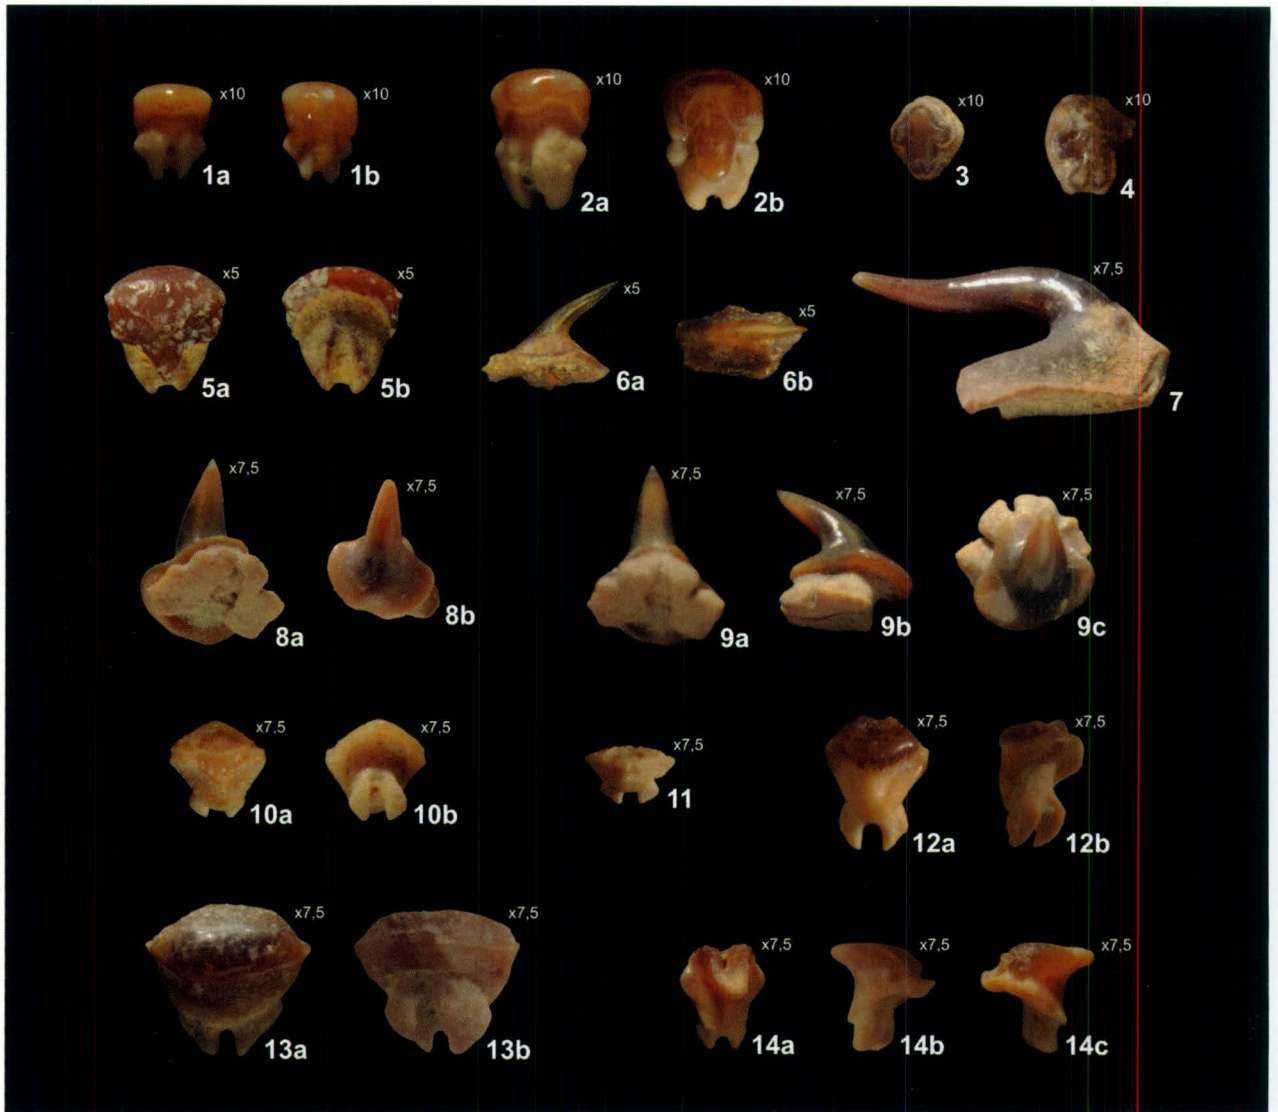 x10 x10 x10 x10 x10 x10
1a 1b 2a 2b 3 4
x5 x5 x5 x5 x7,5
5a 5b 6a 6b 7
x7,5 x7,5 x7,5 x7,5 x7,5
8a 8b 9a 9b 9c
x7,5 x7,5 x7,5 x7,5 x7,5
10a 10b 11 12a 12b
x7,5 x7,5 x7,5 x7,5 x7,5
13a 13b 14a 14b 14c